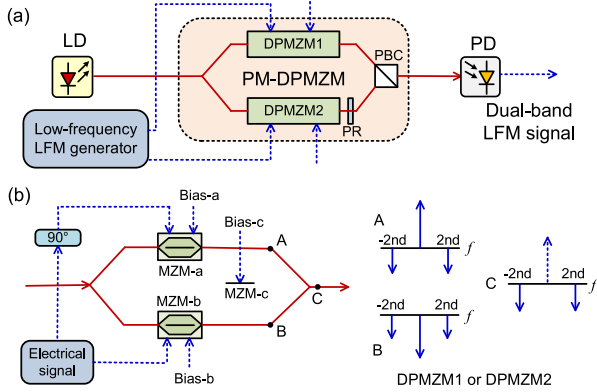 (a)
LD
DPMZM1
PM-DPMZM
PBC
DPMZM2
PR
PD
Low-frequency
LFM generator
Dual-band
LFM signal
(b)
Bias-a
Bias-c
90°
MZM-a
A
MZM-c
C
MZM-b
B
Electrical
signal
Bias-b
A
-2nd 2nd f
C
-2nd 2nd f
-2nd 2nd f
B
DPMZM1 or DPMZM2